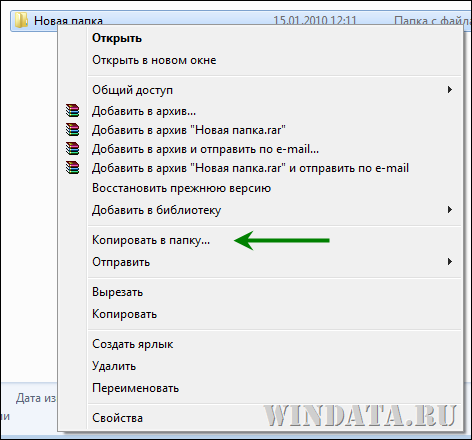 Новая папка 15.01.2010 12:11 Папка с файла
Открыть
Открыть в новом окне
Общий доступ
Добавить в архив...
Добавить в архив "Новая папка.rar"
Добавить в архив и отправить по e-mail...
Добавить в архив "Новая папка.rar" и отправить по e-mail
Восстановить прежнюю версию
Добавить в библиотеку
Копировать в папку...
Отправить
Вырезать
Копировать
Создать ярлык
Удалить
Дата из
Переименовать
Свойства
WINDATA.RU